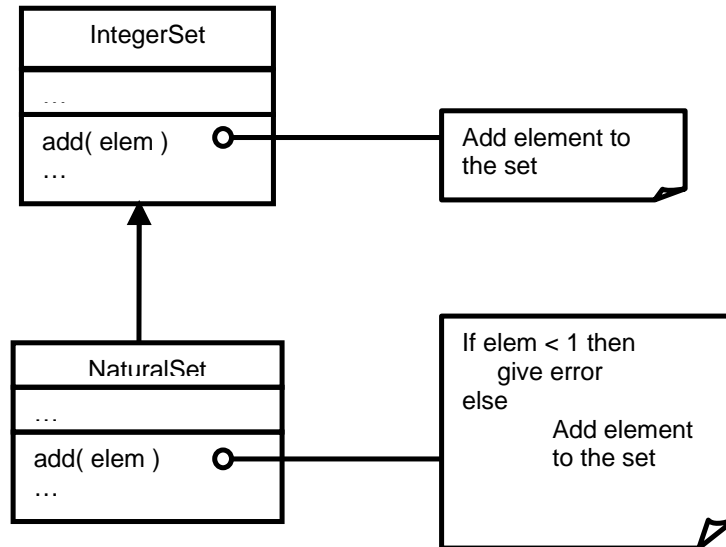 IntegerSet
…
add( elem )
…
Add element to
the set
NaturalSet
…
add( elem )
…
If elem < 1 then
give error
else
Add element
to the set